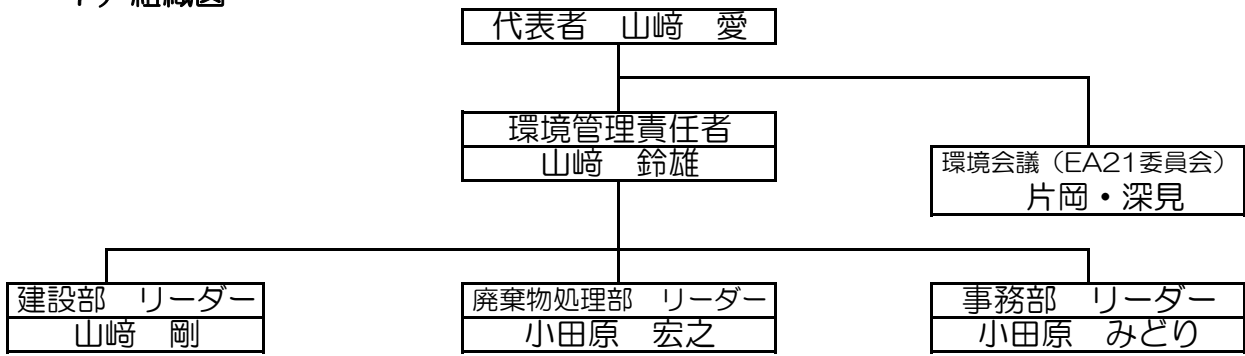 組織図
代表者　山﨑　愛
環境管理責任者
山﨑　鈴雄
環境会議（EA21委員会）
片岡・深見
建設部　リーダー
山﨑　剛
廃棄物処理部　リーダー
小田原　宏之
事務部　リーダー
小田原　みどり